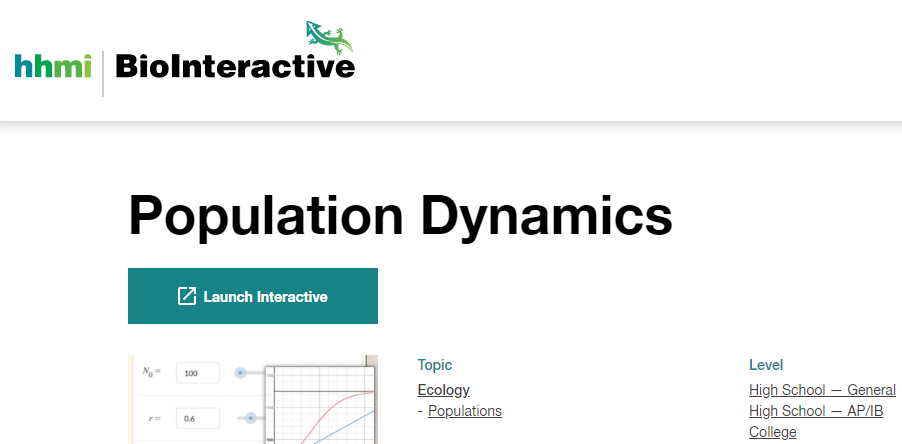 hhmi BioInteractive
Population Dynamics
Launch Interactive
N0 = 100
r = 0.6
Topic
Ecology
- Populations
Level
High School — General
High School — AP/IB
College